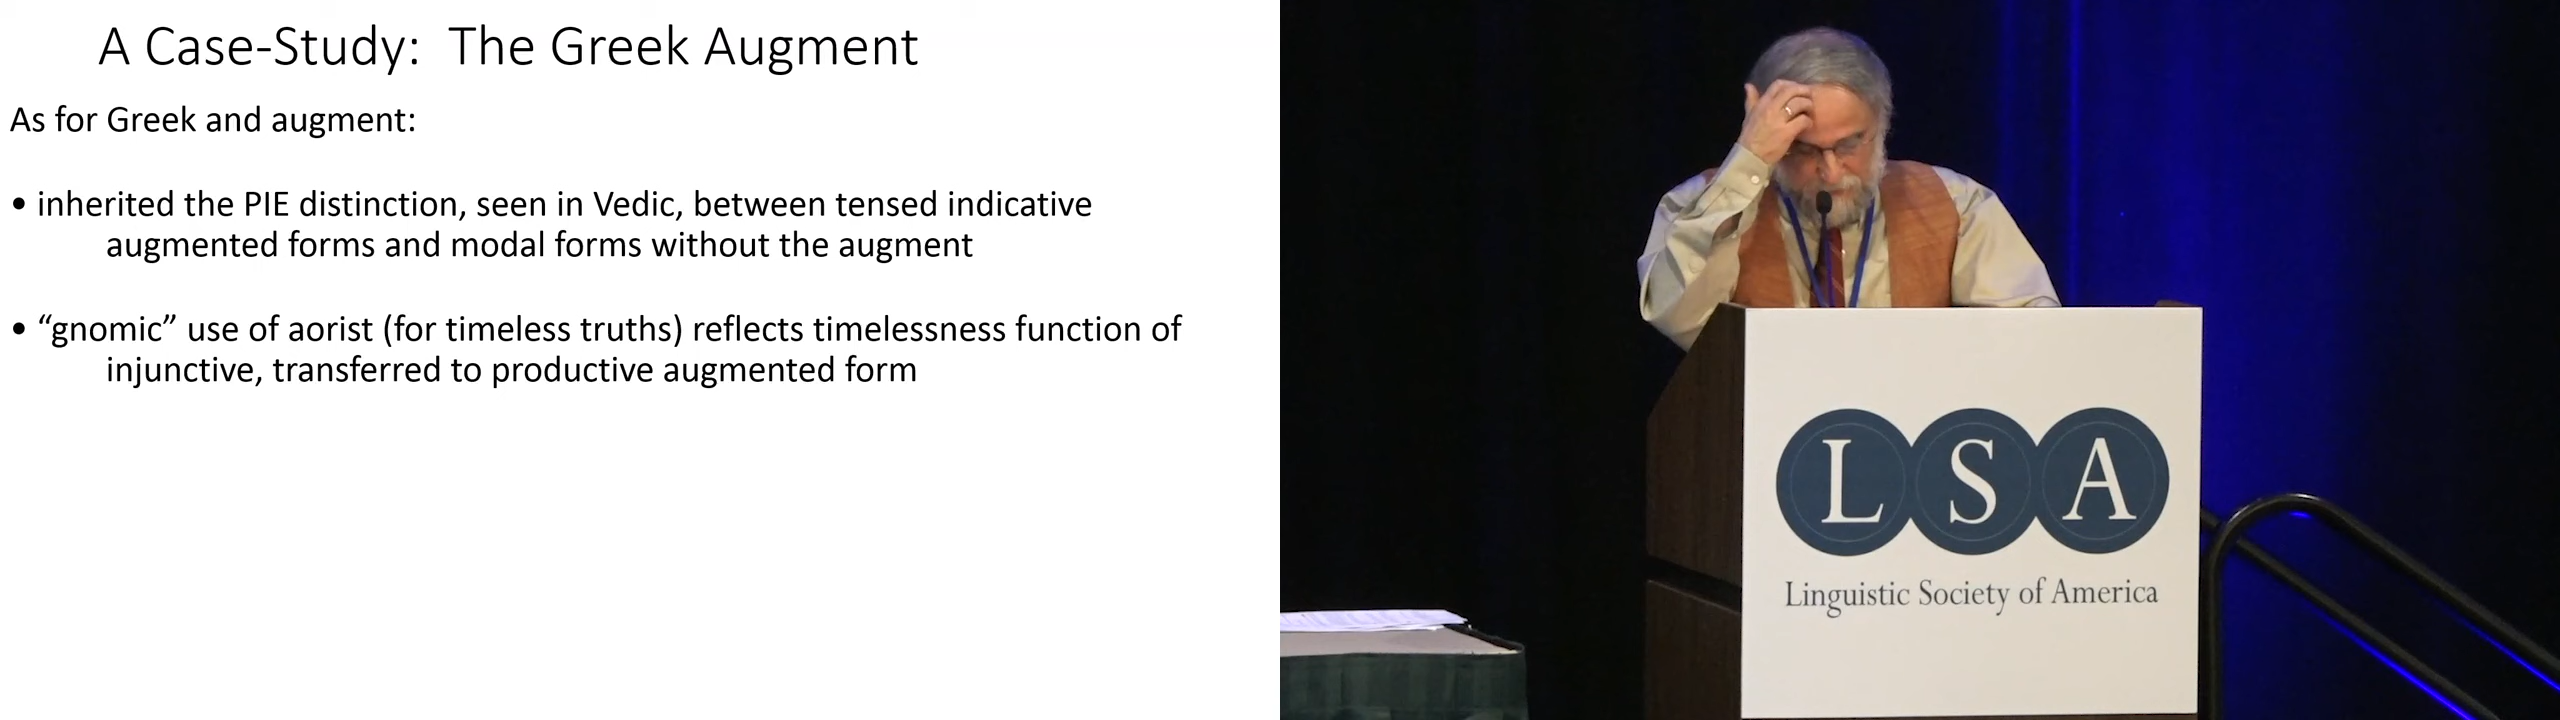 A Case-Study:  The Greek Augment
As for Greek and augment:
• inherited the PIE distinction, seen in Vedic, between tensed indicative
augmented forms and modal forms without the augment
• “gnomic” use of aorist (for timeless truths) reflects timelessness function of
injunctive, transferred to productive augmented form
L S A
Linguistic Society of America